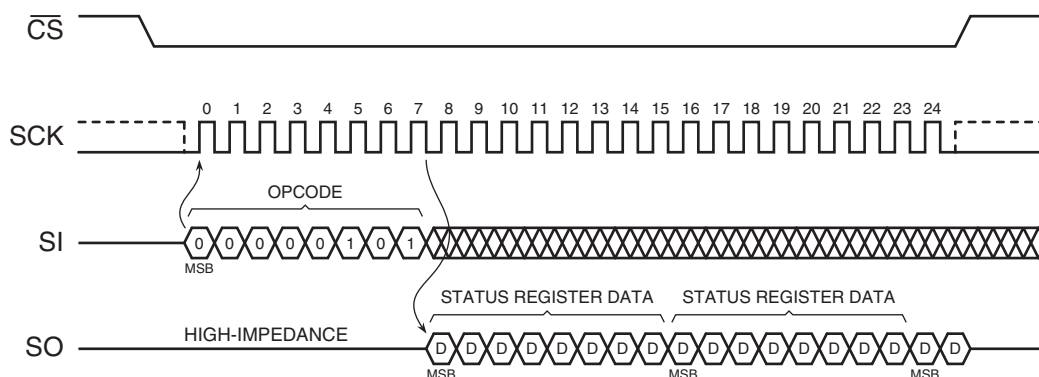 CS
0 1 2 3 4 5 6 7 8 9 10 11 12 13 14 15 16 17 18 19 20 21 22 23 24
SCK
OPCODE
SI 0 0 0 0 0 1 0 1
MSB
STATUS REGISTER DATA STATUS REGISTER DATA
HIGH-IMPEDANCE
SO D D D D D D D D D D D D D D D D D D
MSB MSB MSB